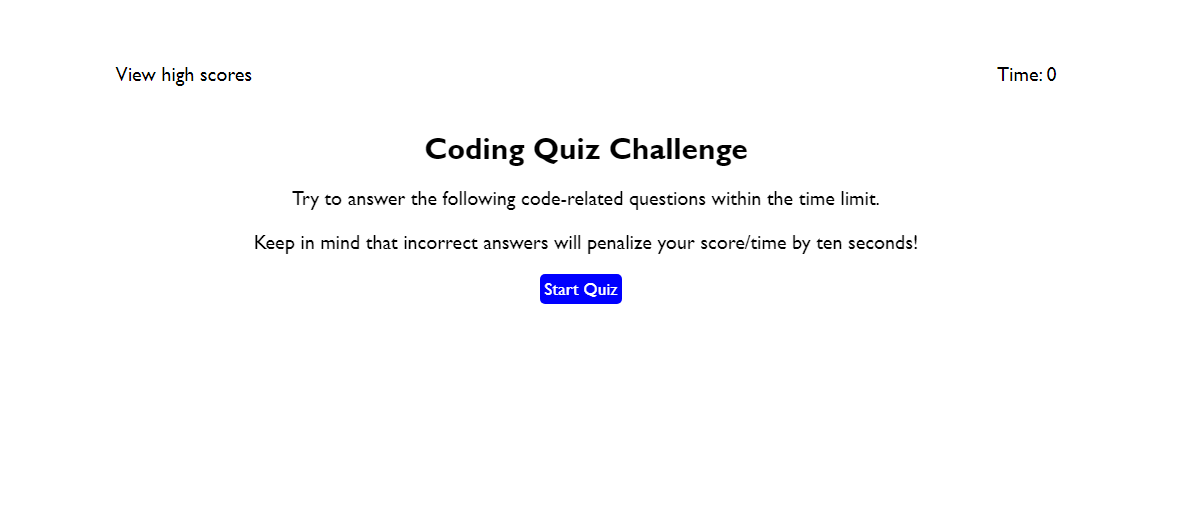 View high scores
Time: 0
Coding Quiz Challenge
Try to answer the following code-related questions within the time limit.
Keep in mind that incorrect answers will penalize your score/time by ten seconds!
Start Quiz